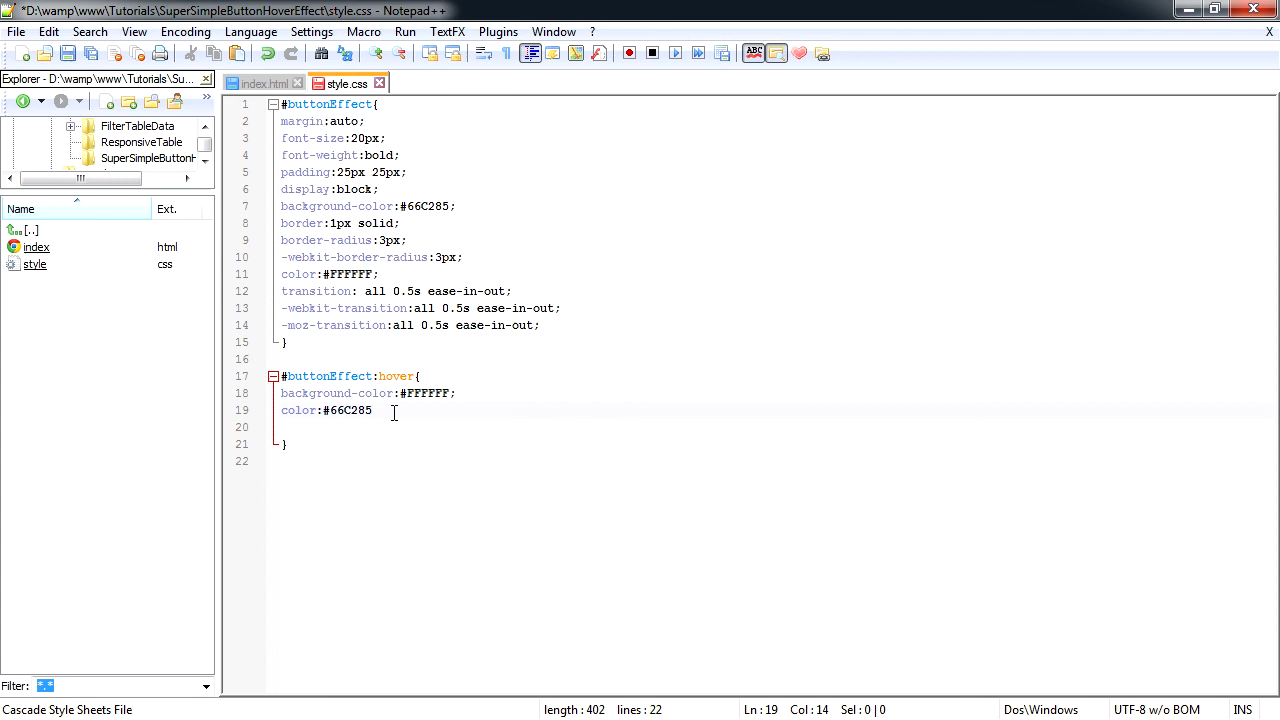 *D:\wamp\www\Tutorials\SuperSimpleButtonHoverEffect\style.css - Notepad++
File Edit Search View Encoding Language Settings Macro Run TextFX Plugins Window ? X
Explorer - D:\wamp\www\Tutorials\Su...
index.html style.css
FilterTableData
ResponsiveTable
SuperSimpleButtonH
Name Ext.
[..]
index html
style css
1 #buttonEffect{
2 margin:auto;
3 font-size:20px;
4 font-weight:bold;
5 padding:25px 25px;
6 display:block;
7 background-color:#66C285;
8 border:1px solid;
9 border-radius:3px;
10 -webkit-border-radius:3px;
11 color:#FFFFFF;
12 transition: all 0.5s ease-in-out;
13 -webkit-transition:all 0.5s ease-in-out;
14 -moz-transition:all 0.5s ease-in-out;
15 }
16
17 #buttonEffect:hover{
18 background-color:#FFFFFF;
19 color:#66C285
20
21 }
22
Filter: *.*
Cascade Style Sheets File length : 402 lines : 22 Ln : 19 Col : 14 Sel : 0 | 0 Dos\Windows UTF-8 w/o BOM INS